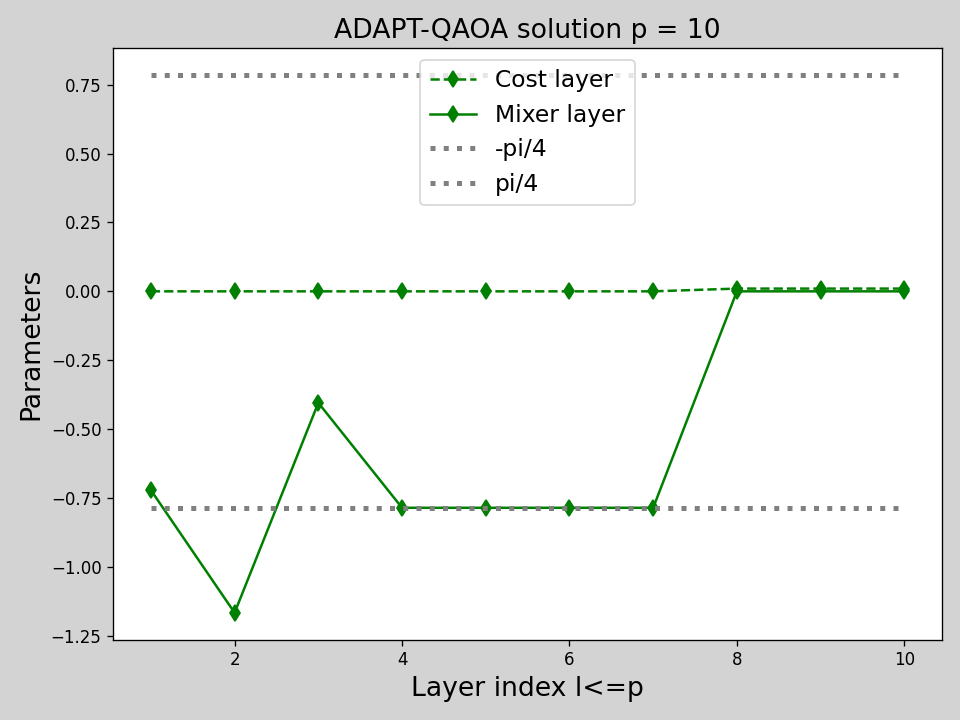 ADAPT-QAOA solution p = 10
Cost layer
Mixer layer
-pi/4
pi/4
0.75
0.50
0.25
0.00
−0.25
−0.50
−0.75
−1.00
−1.25
Parameters
2 4 6 8 10
Layer index l<=p